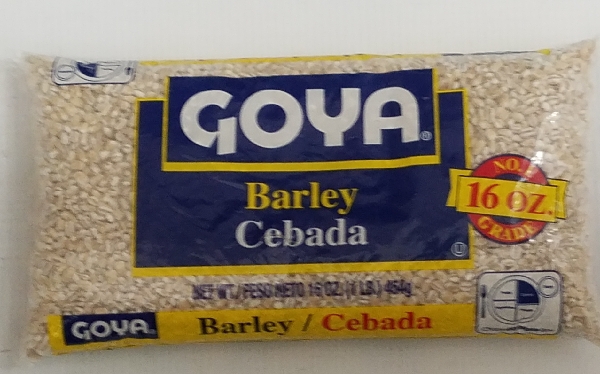 GOYA®
Barley
Cebada
NO. 1
16 OZ.
GRADE
U
NET WT./PESO NETO 16 OZ. (1 LB.) 454g
GOYA
Barley / Cebada